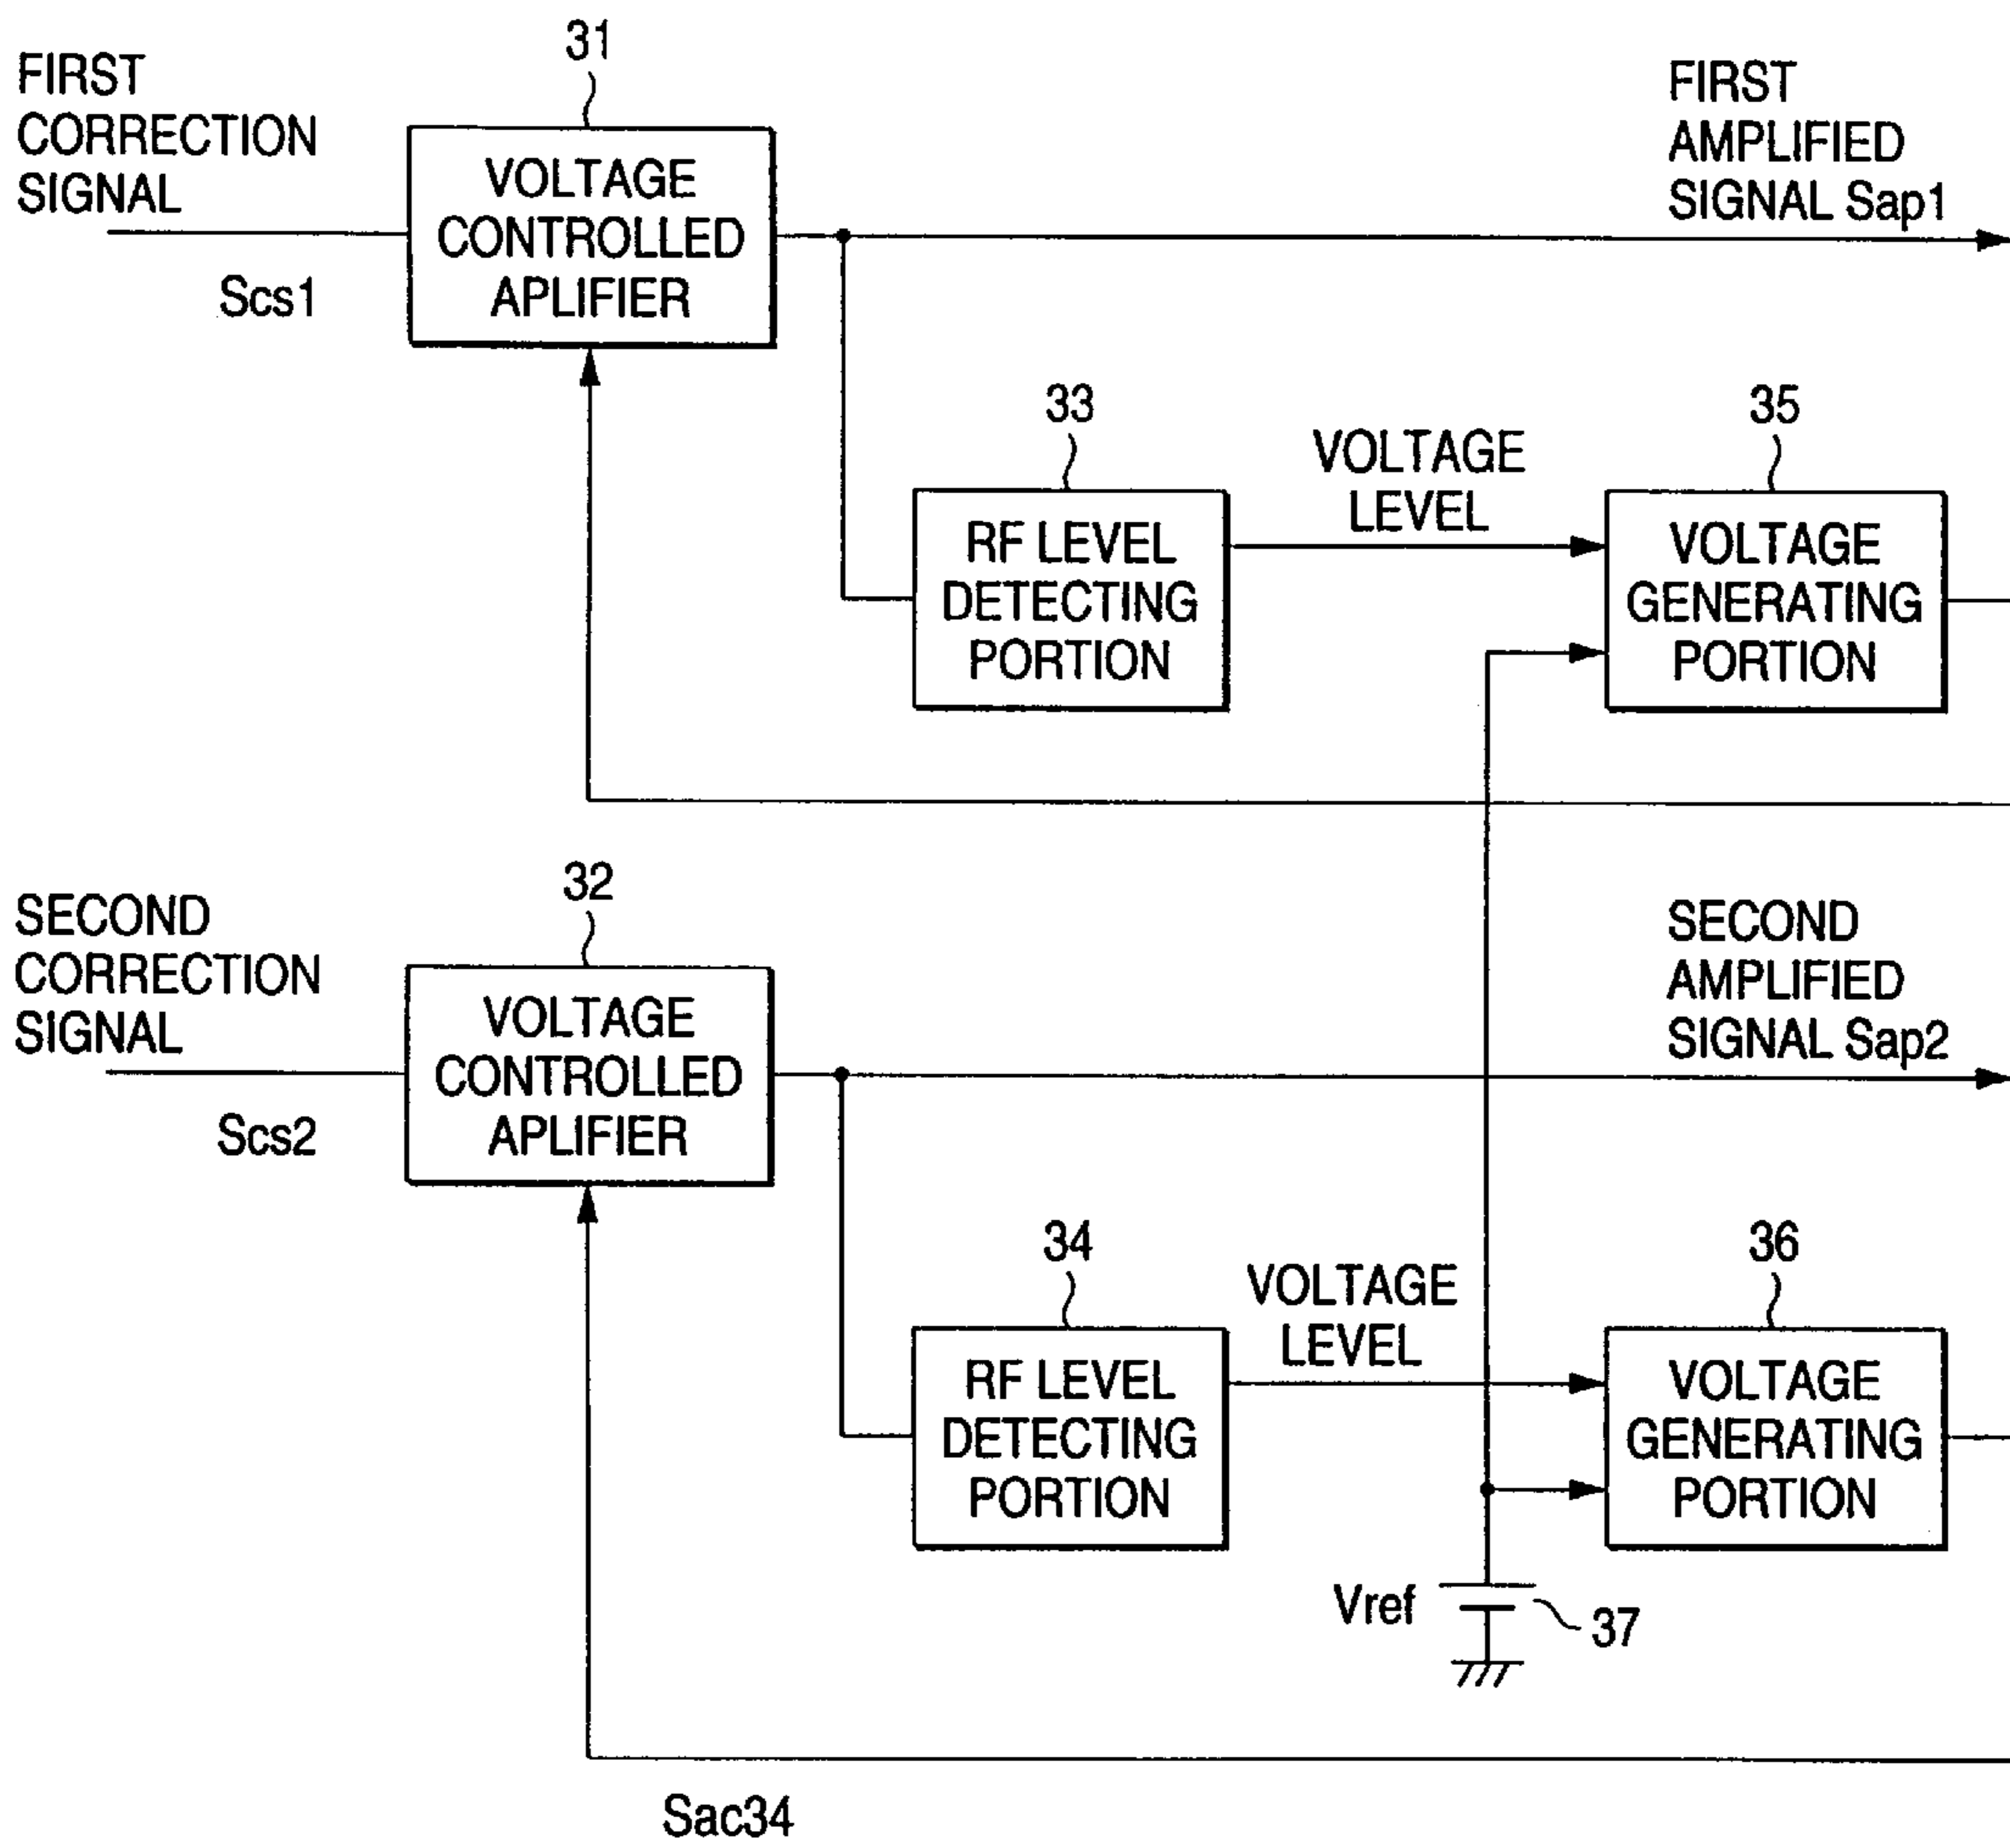 31
FIRST
CORRECTION
SIGNAL
FIRST
AMPLIFIED
SIGNAL Sap1
VOLTAGE
CONTROLLED
APLIFIER
Scs1
33
35
VOLTAGE
LEVEL
RF LEVEL
DETECTING
PORTION
VOLTAGE
GENERATING
PORTION
32
SECOND
CORRECTION
SIGNAL
SECOND
AMPLIFIED
SIGNAL Sap2
VOLTAGE
CONTROLLED
APLIFIER
Scs2
34
36
VOLTAGE
LEVEL
RF LEVEL
DETECTING
PORTION
VOLTAGE
GENERATING
PORTION
Vref
37
Sac34